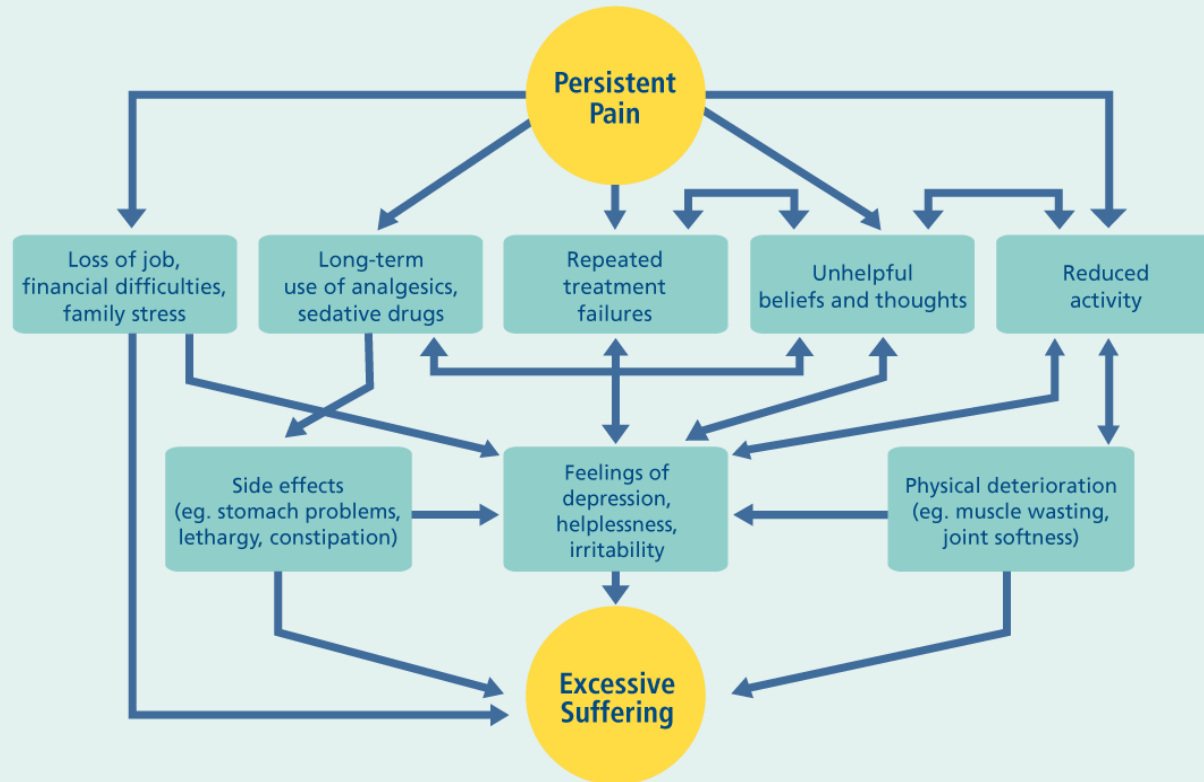 Persistent
Pain
Loss of job,
financial difficulties,
family stress
Long-term
use of analgesics,
sedative drugs
Repeated
treatment
failures
Unhelpful
beliefs and thoughts
Reduced
activity
Side effects
(eg. stomach problems,
lethargy, constipation)
Feelings of
depression,
helplessness,
irritability
Physical deterioration
(eg. muscle wasting,
joint softness)
Excessive
Suffering